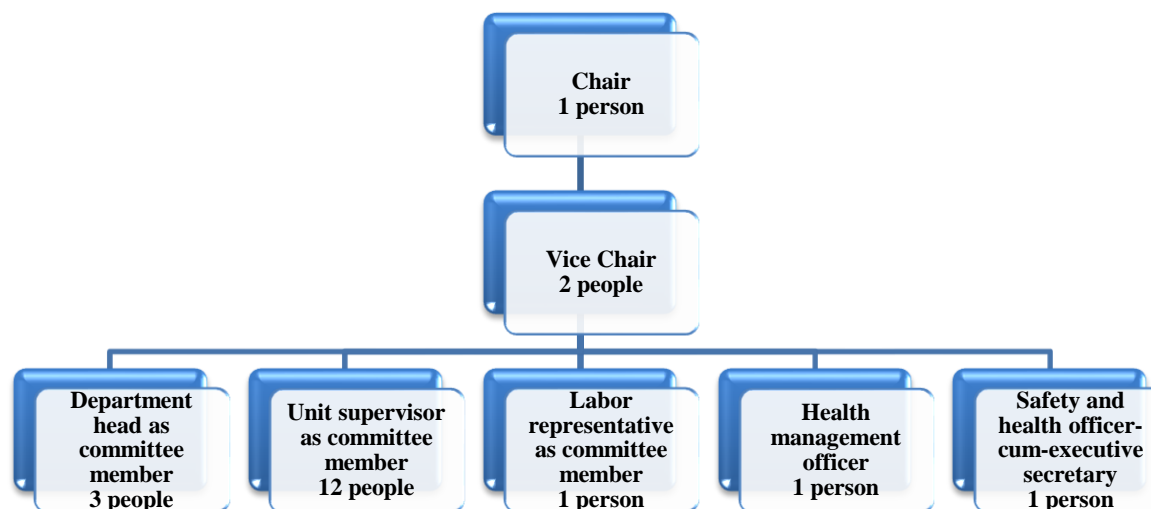 Chair
1 person
Vice Chair
2 people
Department
head as
committee
member
3 people
Unit supervisor
as committee
member
12 people
Labor
representative
as committee
member
1 person
Health
management
officer
1 person
Safety and
health officer-
cum-executive
secretary
1 person